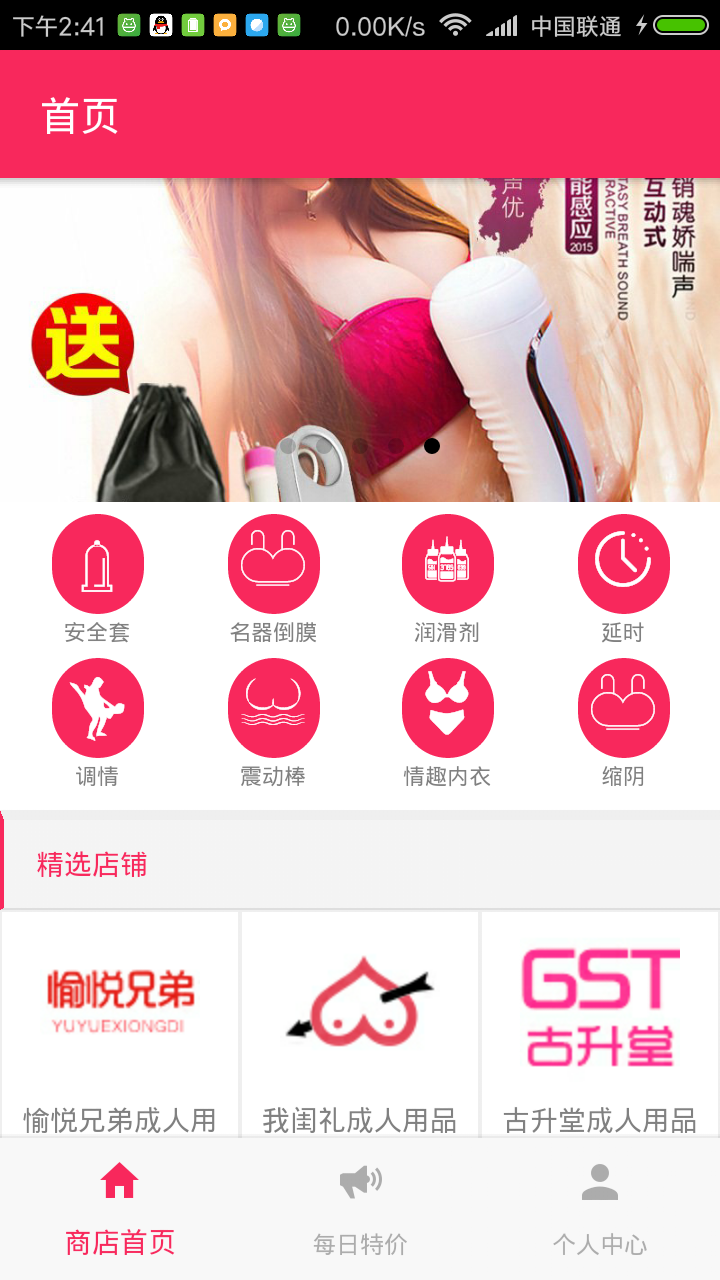 下午2:41
0.00K/s
中国联通
首页
声优
能感应
2015
TASY BREATH SOUND
RACTIVE
互动式
销魂娇喘声
送
安全套
名器倒膜
润滑剂
延时
调情
震动棒
情趣内衣
缩阴
精选店铺
愉悦兄弟
YUYUEXIONGDI
GST
古升堂
愉悦兄弟成人用
我闺礼成人用品
古升堂成人用品
商店首页
每日特价
个人中心